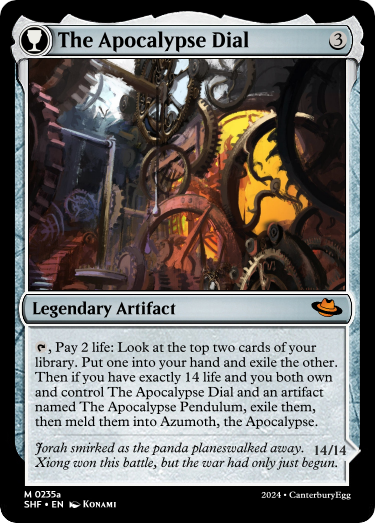 The Apocalypse Dial 3
Legendary Artifact
, Pay 2 life: Look at the top two cards of your
library. Put one into your hand and exile the other.
Then if you have exactly 14 life and you both own
and control The Apocalypse Dial and an artifact
named The Apocalypse Pendulum, exile them,
then meld them into Azumoth, the Apocalypse.
Jorah smirked as the panda planeswalked away. 14/14
Xiong won this battle, but the war had only just begun.
M 0235a
SHF • EN Konami 2024 • CanterburyEgg